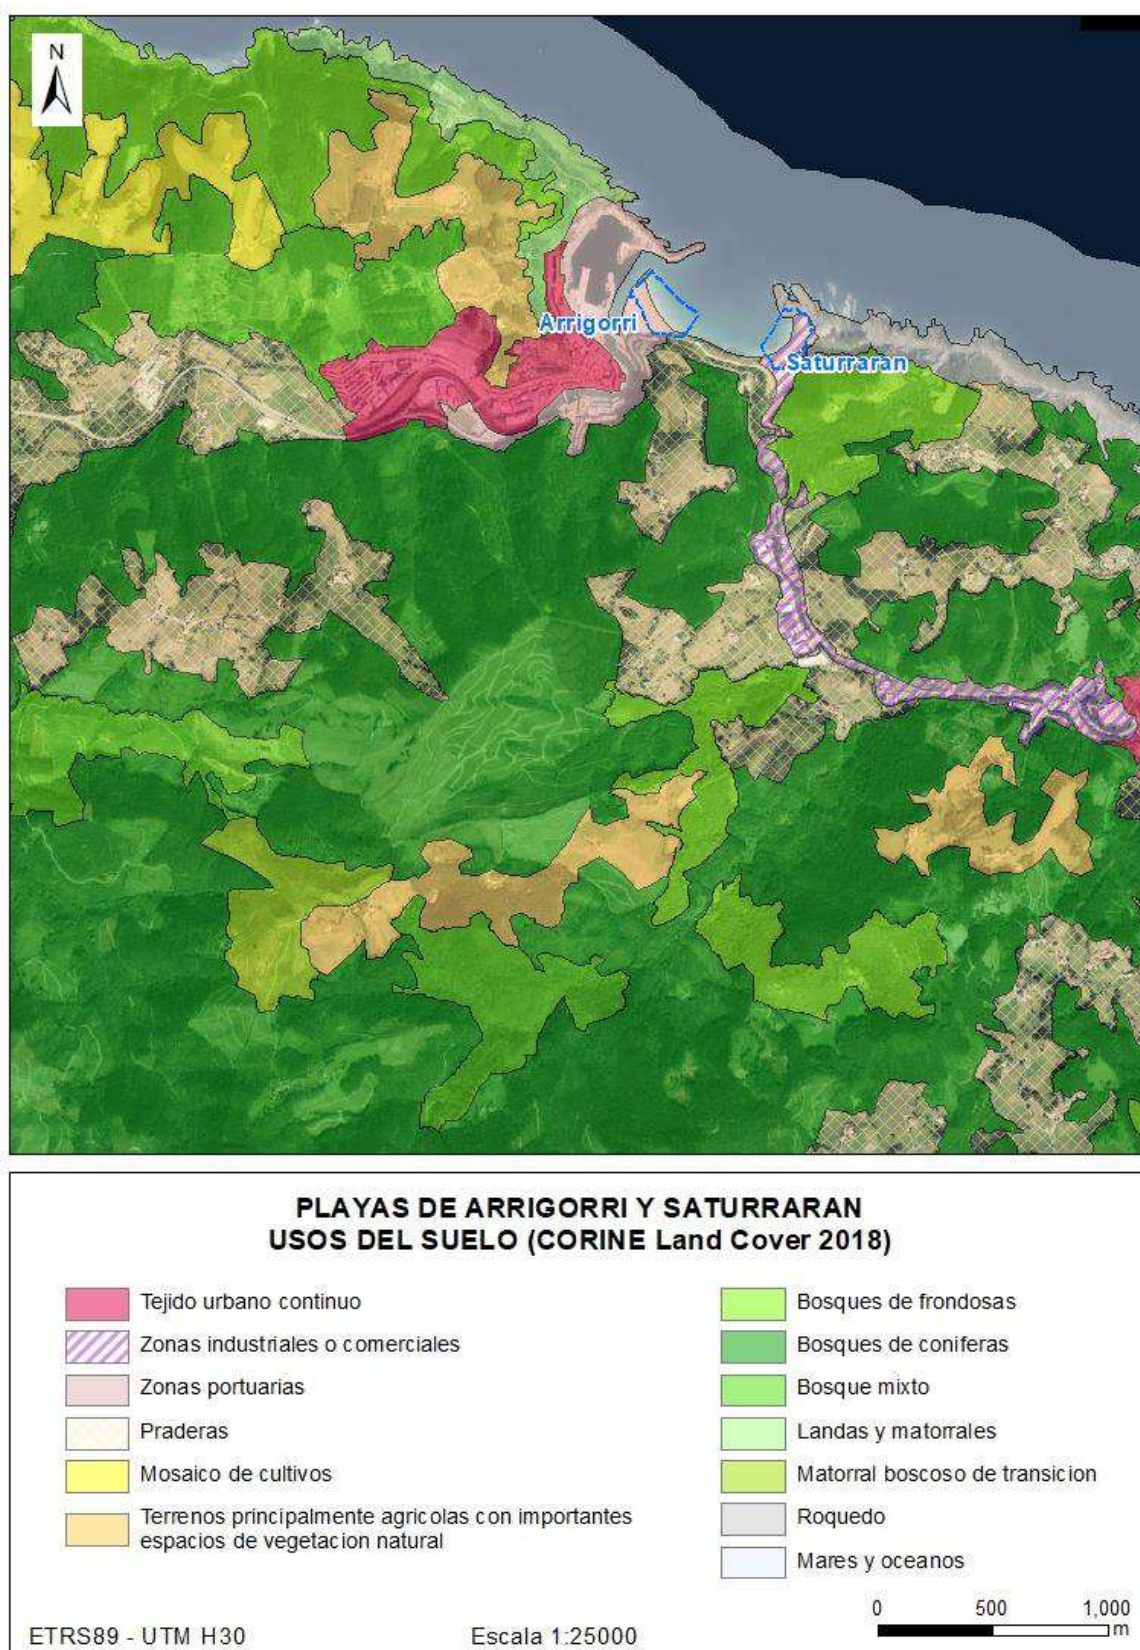 N
Arrigorri
Saturraran
PLAYAS DE ARRIGORRI Y SATURRARAN
USOS DEL SUELO (CORINE Land Cover 2018)
Tejido urbano continuo
Zonas industriales o comerciales
Zonas portuarias
Praderas
Mosaico de cultivos
Terrenos principalmente agricolas con importantes
espacios de vegetacion natural
Bosques de frondosas
Bosques de coniferas
Bosque mixto
Landas y matorrales
Matorral boscoso de transicion
Roquedo
Mares y oceanos
0 500 1,000
m
ETRS89 - UTM H30 Escala 1:25000